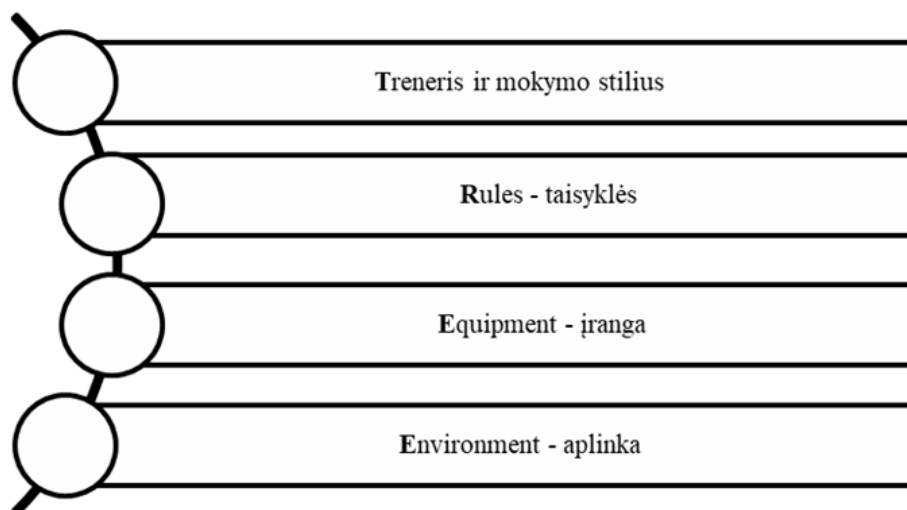 Treneris ir mokymo stilius
Rules - taisyklės
Equipment - įranga
Environment - aplinka